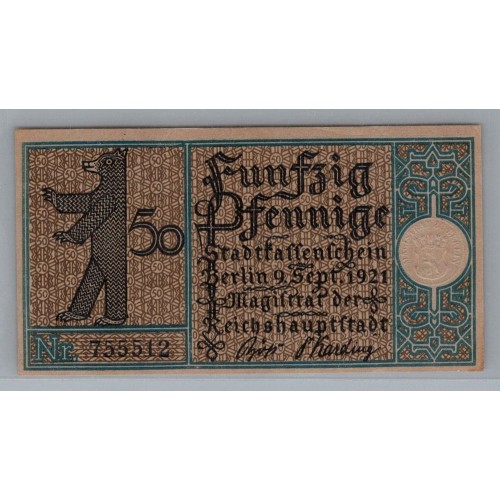 50
Funfzig
Pfennige
Stadtkassenschein
Berlin 9. Sept. 1921
Magistrat der
Reichshauptstadt
Nr. 755512